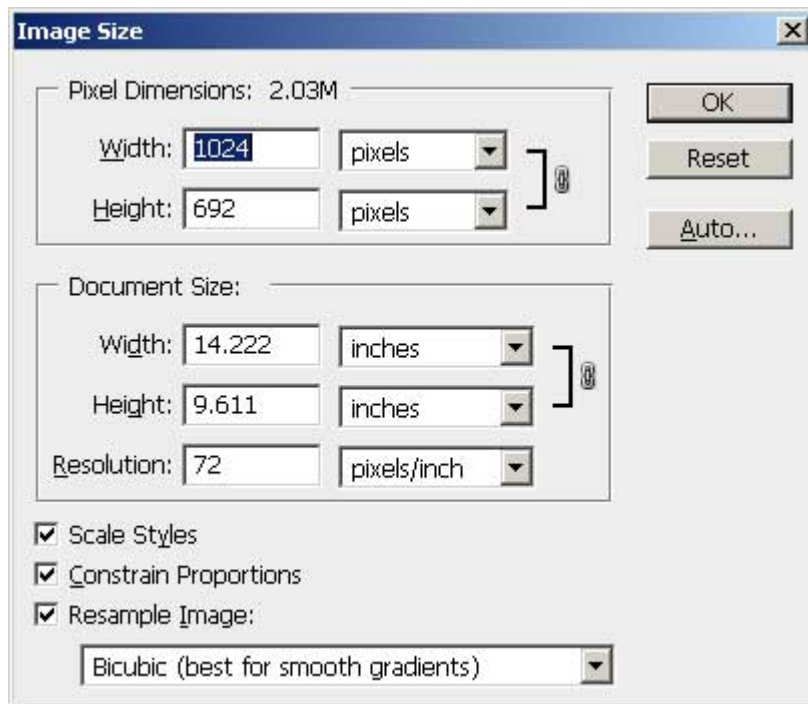 Image Size
Pixel Dimensions: 2.03M
OK
Width: 1024 pixels
Reset
Height: 692 pixels
Auto...
Document Size:
Width: 14.222 inches
Height: 9.611 inches
Resolution: 72 pixels/inch
Scale Styles
Constrain Proportions
Resample Image:
Bicubic (best for smooth gradients)